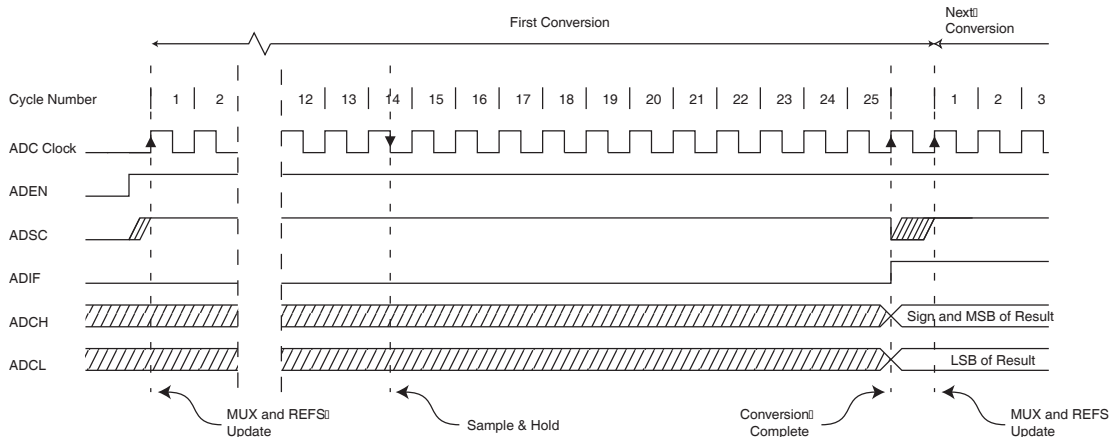 First Conversion
Next
Conversion
Cycle Number 1 2 12 13 14 15 16 17 18 19 20 21 22 23 24 25 1 2 3
ADC Clock
ADEN
ADSC
ADIF
ADCH Sign and MSB of Result
ADCL LSB of Result
MUX and REFS
Update
Sample & Hold
Conversion
Complete
MUX and REFS
Update